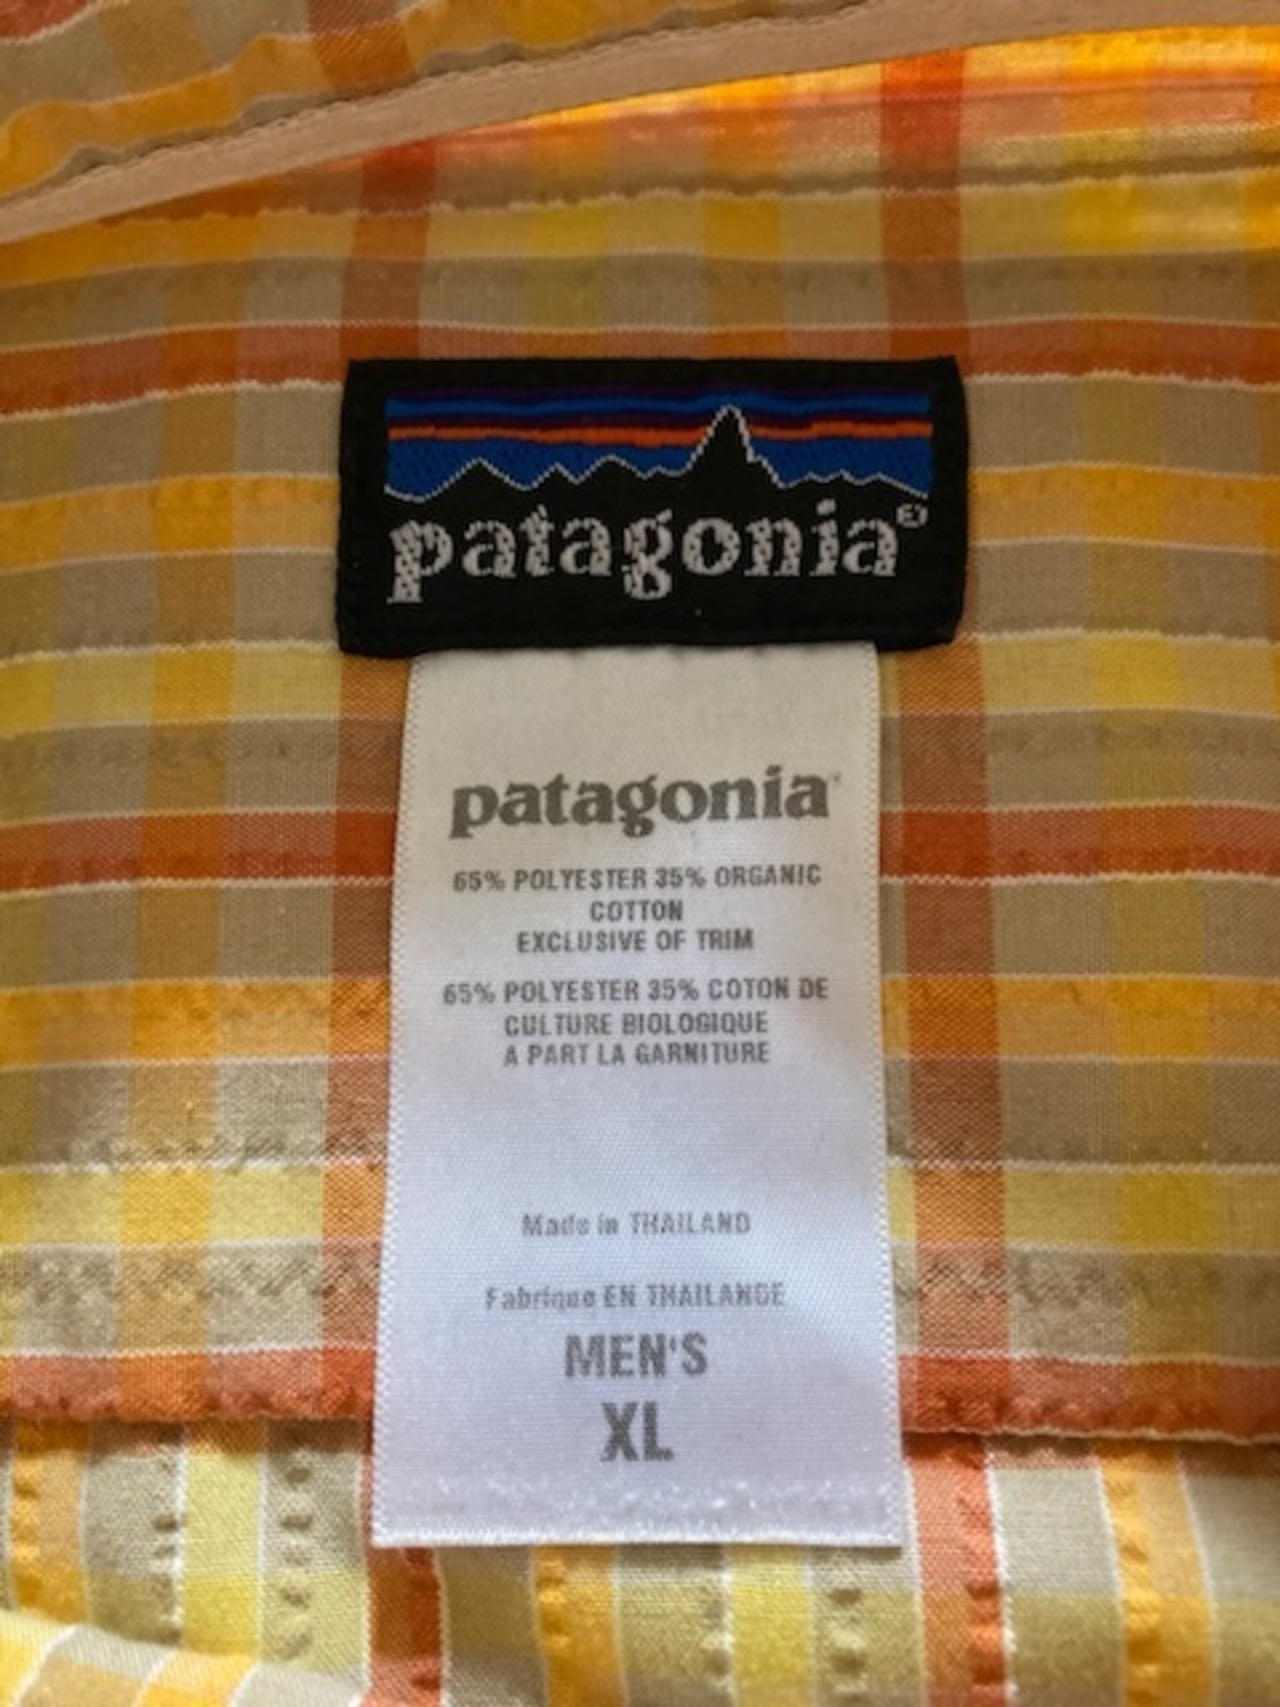 patagonia
patagonia
65% POLYESTER 35% ORGANIC
COTTON
EXCLUSIVE OF TRIM
65% POLYESTER 35% COTON DE
CULTURE BIOLOGIQUE
A PART LA GARNITURE
Made in THAILAND
Fabrique EN THAILANDE
MEN'S
XL